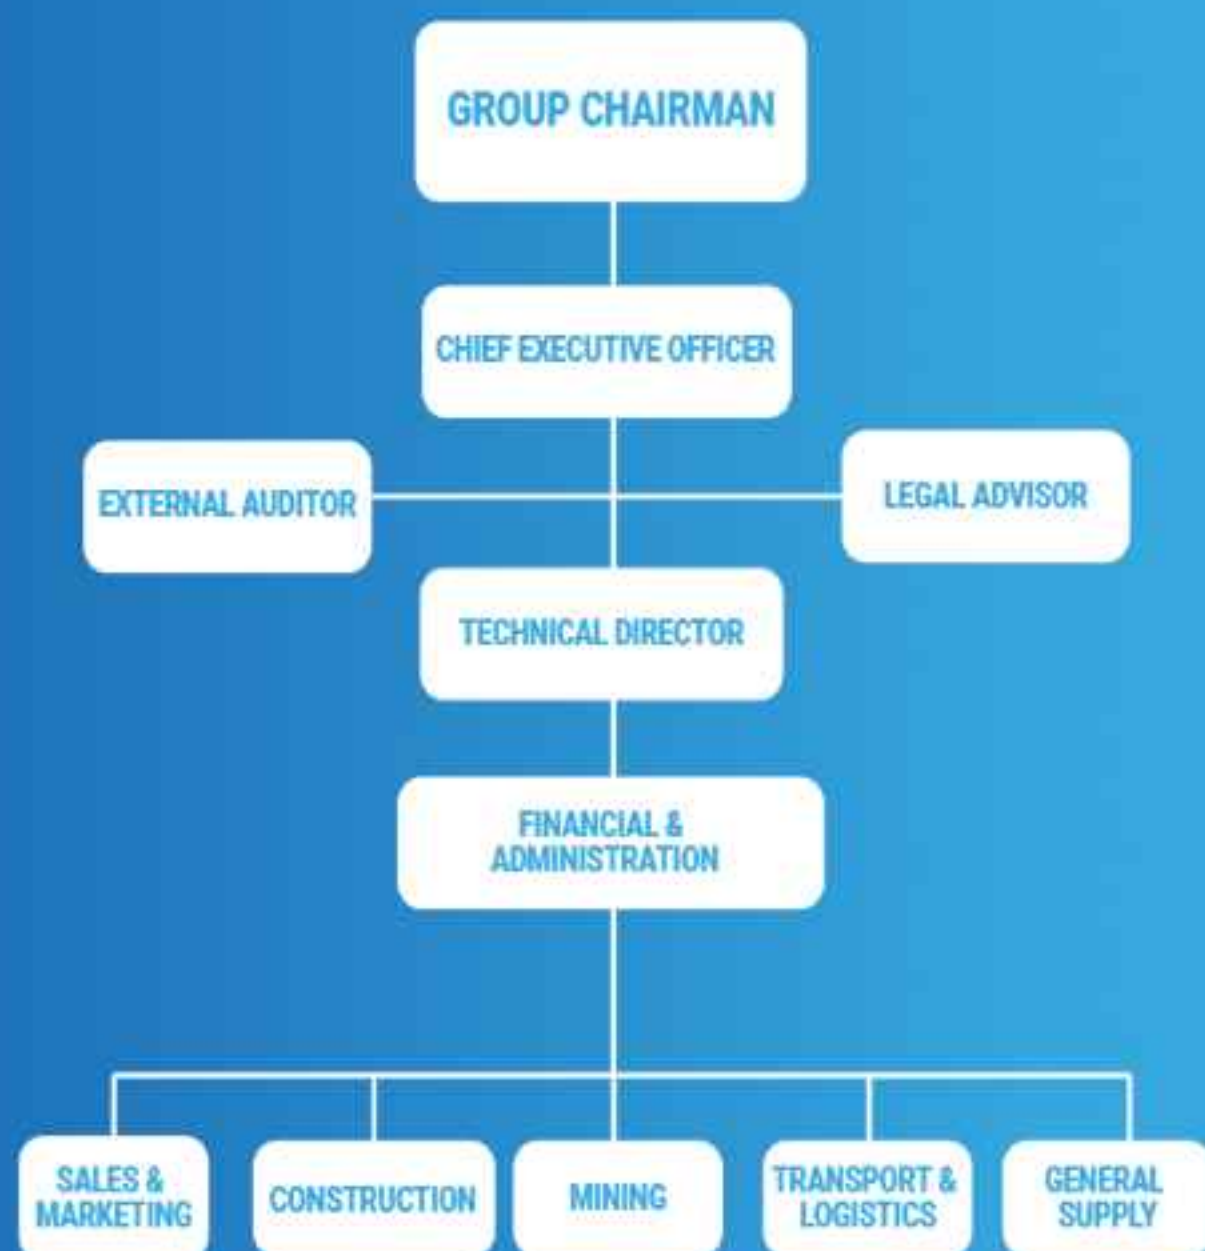 GROUP CHAIRMAN
CHIEF EXECUTIVE OFFICER
EXTERNAL AUDITOR
LEGAL ADVISOR
TECHNICAL DIRECTOR
FINANCIAL &
ADMINISTRATION
SALES &
MARKETING
CONSTRUCTION
MINING
TRANSPORT &
LOGISTICS
GENERAL
SUPPLY